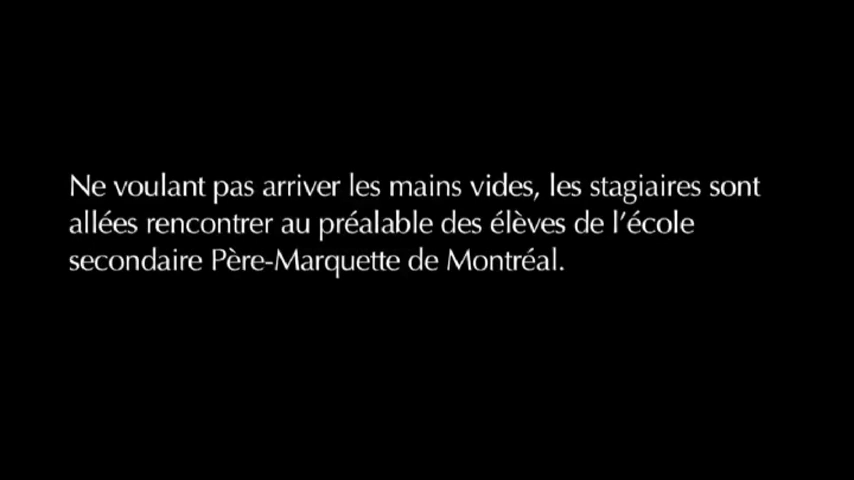 Ne voulant pas arriver les mains vides, les stagiaires sont
allées rencontrer au préalable des élèves de l’école
secondaire Père-Marquette de Montréal.